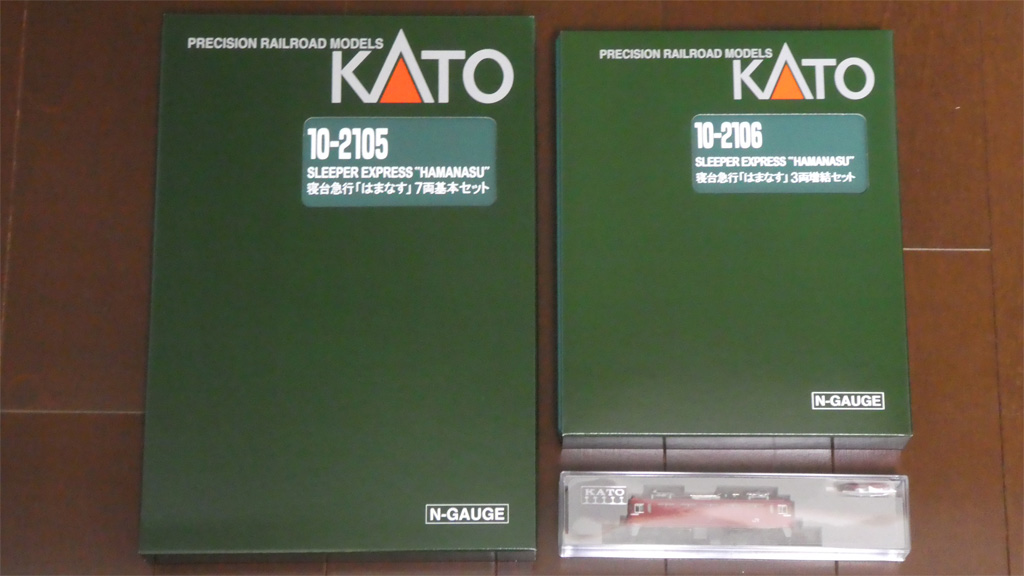 PRECISION RAILROAD MODELS
KATO
10-2105
SLEEPER EXPRESS "HAMANASU"
寝台急行「はまなす」7両基本セット
N-GAUGE
PRECISION RAILROAD MODELS
KATO
10-2106
SLEEPER EXPRESS "HAMANASU"
寝台急行「はまなす」3両増結セット
N-GAUGE
KATO